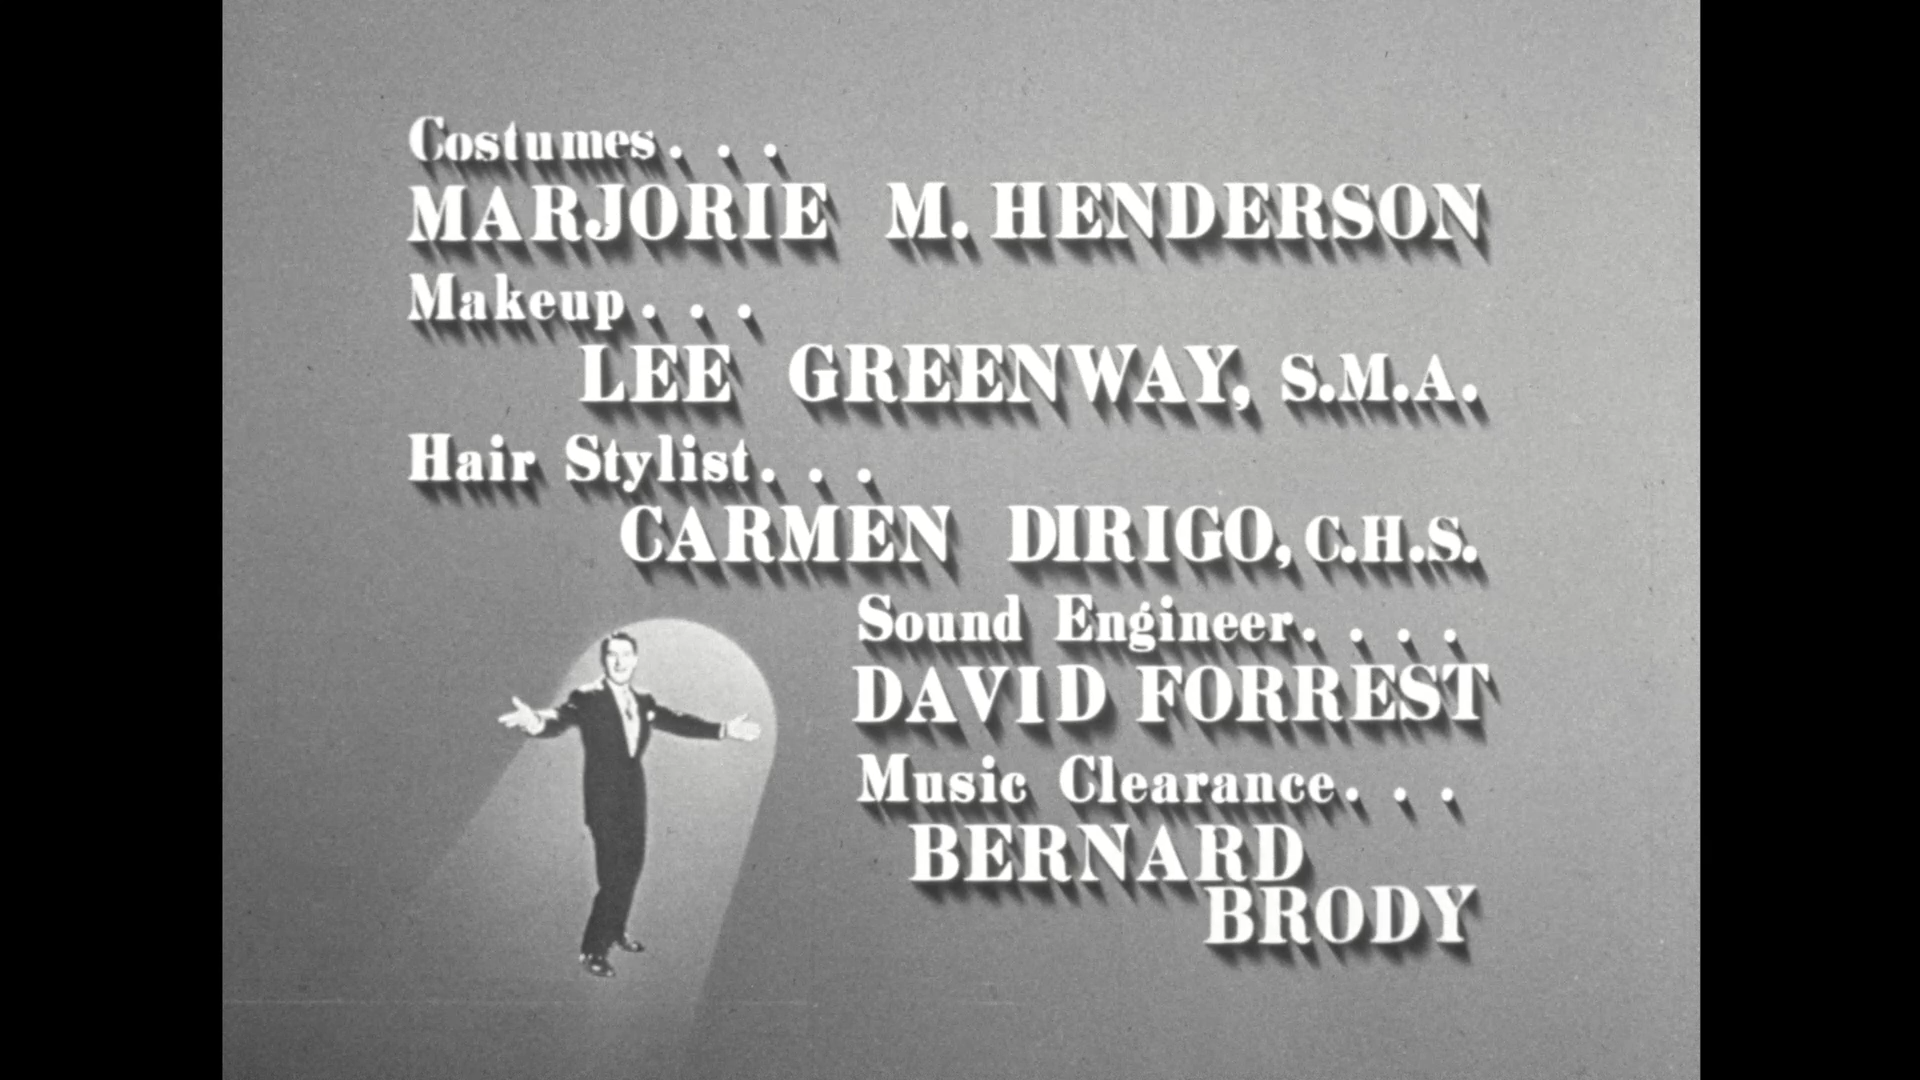 Costumes. . .
MARJORIE M. HENDERSON
Makeup. . .
LEE GREENWAY, S.M.A.
Hair Stylist. . .
CARMEN DIRIGO, C.H.S.
Sound Engineer. . . .
DAVID FORREST
Music Clearance. . .
BERNARD
BRODY